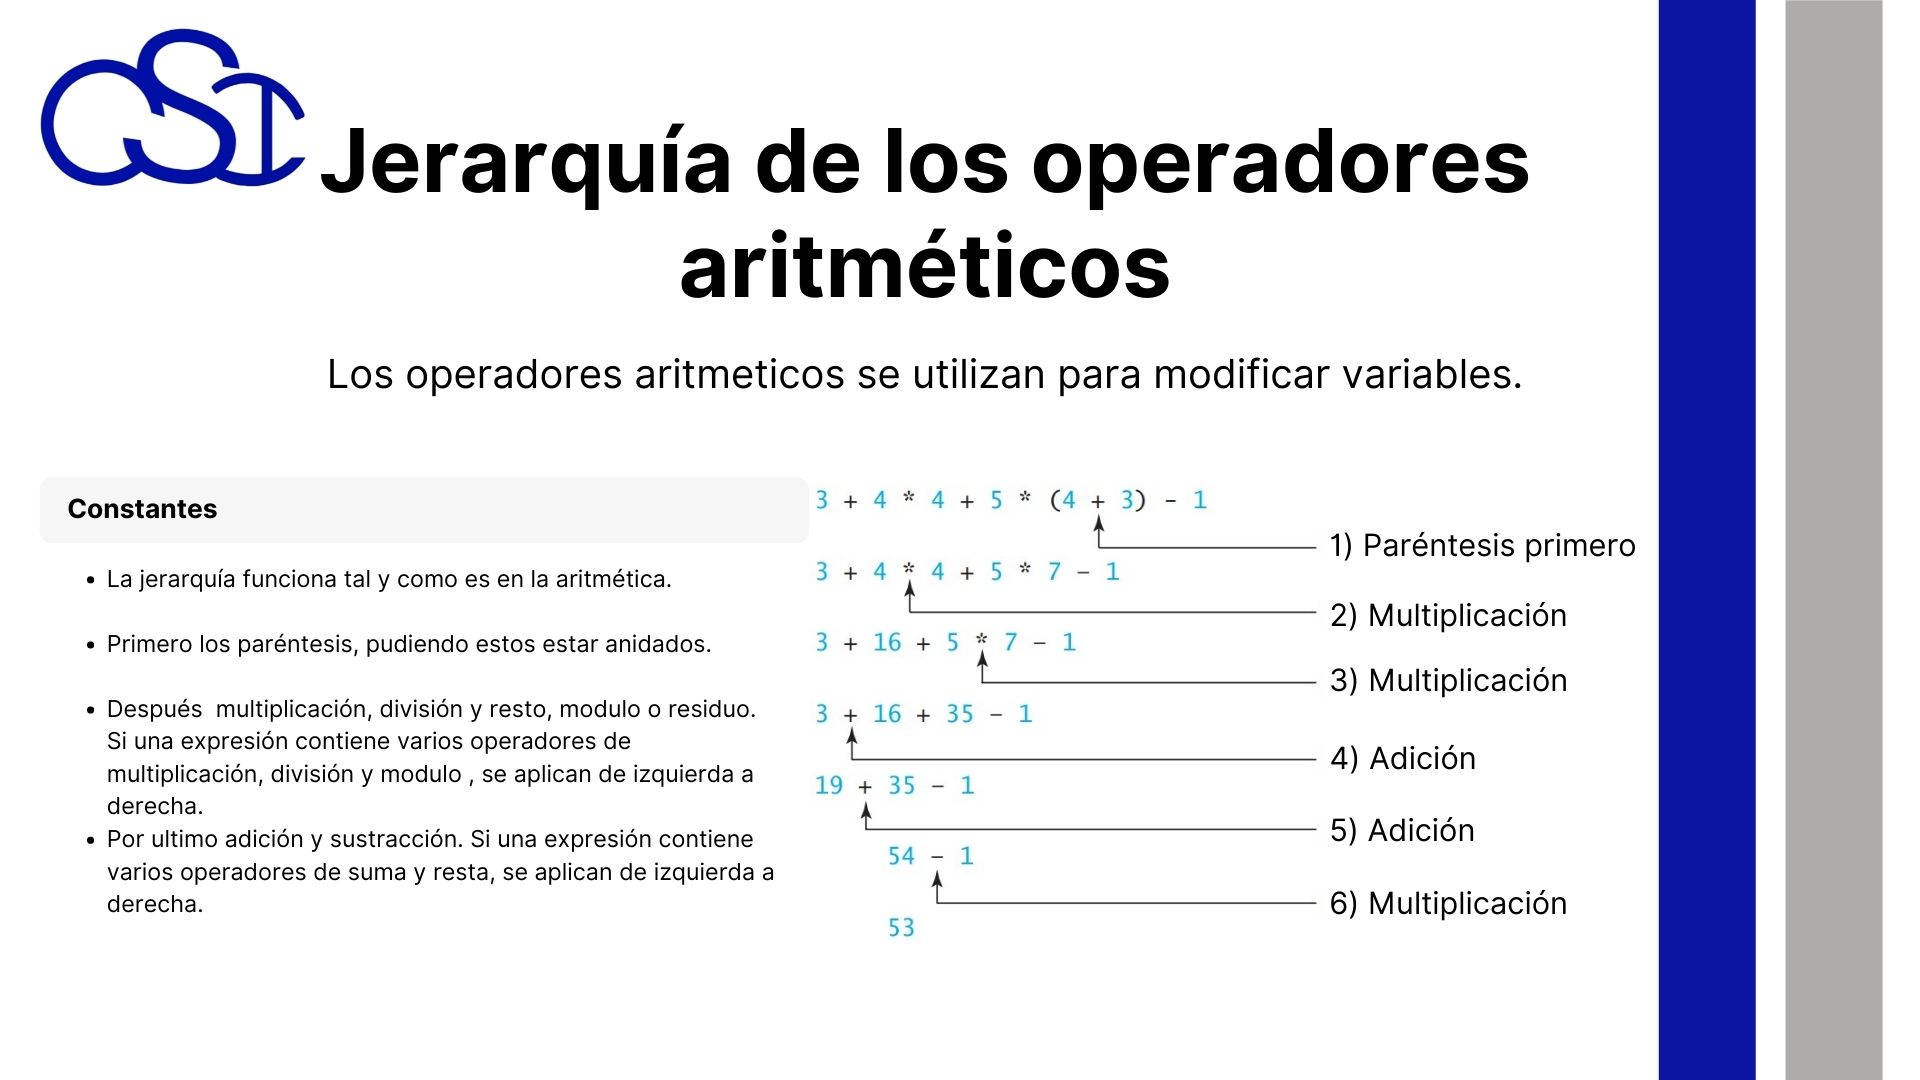 CSI
Jerarquía de los operadores
aritméticos
Los operadores aritmeticos se utilizan para modificar variables.
Constantes
La jerarquía funciona tal y como es en la aritmética.
Primero los paréntesis, pudiendo estos estar anidados.
Después  multiplicación, división y resto, modulo o residuo.
Si una expresión contiene varios operadores de
multiplicación, división y modulo , se aplican de izquierda a
derecha.
Por ultimo adición y sustracción. Si una expresión contiene
varios operadores de suma y resta, se aplican de izquierda a
derecha.
3 + 4 * 4 + 5 * (4 + 3) - 1
1) Paréntesis primero
3 + 4 * 4 + 5 * 7 – 1
2) Multiplicación
3 + 16 + 5 * 7 – 1
3) Multiplicación
3 + 16 + 35 – 1
4) Adición
19 + 35 – 1
5) Adición
54 – 1
6) Multiplicación
53